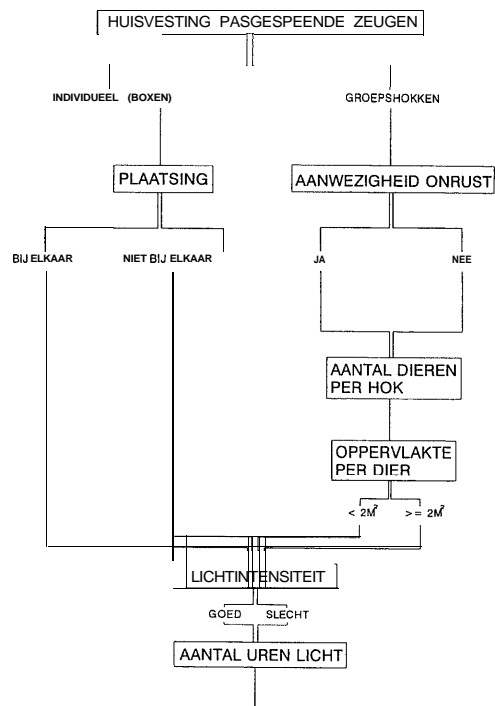 HUISVESTING PASGESPEENDE ZEUGEN
INDIVIDUEEL (BOXEN)
GROEPSHOKKEN
PLAATSING
AANWEZIGHEID ONRUST
BIJ ELKAAR
NIET BIJ ELKAAR
JA
NEE
AANTAL DIEREN
PER HOK
OPPERVLAKTE
PER DIER
< 2M²
>= 2M²
LICHTINTENSITEIT
GOED
SLECHT
AANTAL UREN LICHT